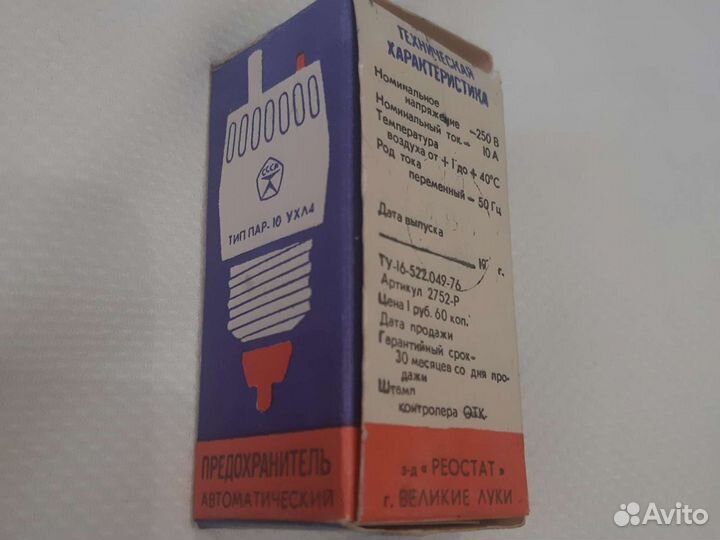 СССР
ТИП ПАР-10 УХЛ4
ПРЕДОХРАНИТЕЛЬ
АВТОМАТИЧЕСКИЙ
ТЕХНИЧЕСКАЯ
ХАРАКТЕРИСТИКА
Номинальное
напряжение -250 В
Номинальный ток - 10 А
Температура
воздуха от +1 до +40°С
Род тока
переменный - 50 Гц
Дата выпуска
19 г.
ТУ-16-522.049-76
Артикул 2752-Р
Цена 1 руб. 60 коп.
Дата продажи
Гарантийный срок-
30 месяцев со дня про-
дажи
Штамп
контролера ОТК
з-д «РЕОСТАТ»
г. ВЕЛИКИЕ ЛУКИ
Avito